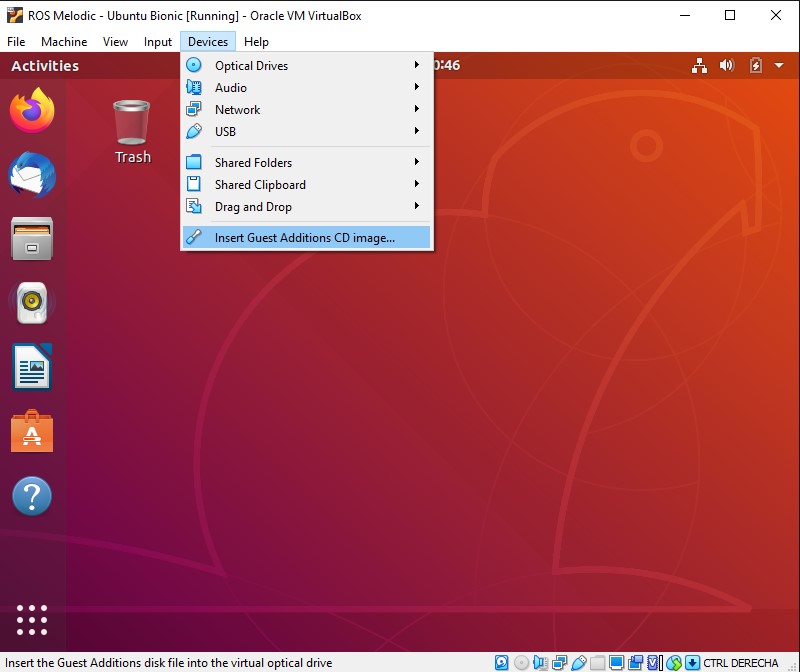 ROS Melodic - Ubuntu Bionic [Running] - Oracle VM VirtualBox
File Machine View Input Devices Help
Activities
0:46
Optical Drives
Audio
Network
USB
Shared Folders
Shared Clipboard
Drag and Drop
Insert Guest Additions CD image...
Trash
Insert the Guest Additions disk file into the virtual optical drive
CTRL DERECHA